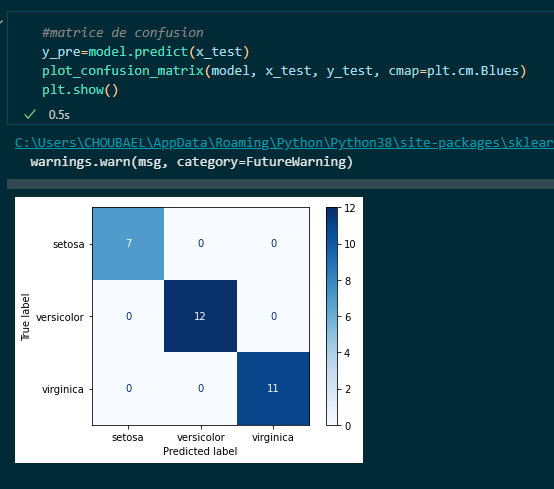 #matrice de confusion
y_pre=model.predict(x_test)
plot_confusion_matrix(model, x_test, y_test, cmap=plt.cm.Blues)
plt.show()
✓ 0.5s
C:\Users\CHOUBAEL\AppData\Roaming\Python\Python38\site-packages\sklear
warnings.warn(msg, category=FutureWarning)
12
setosa 7 0 0
10
8
True label
versicolor 0 12 0
6
4
virginica 0 0 11
2
0
setosa versicolor virginica
Predicted label